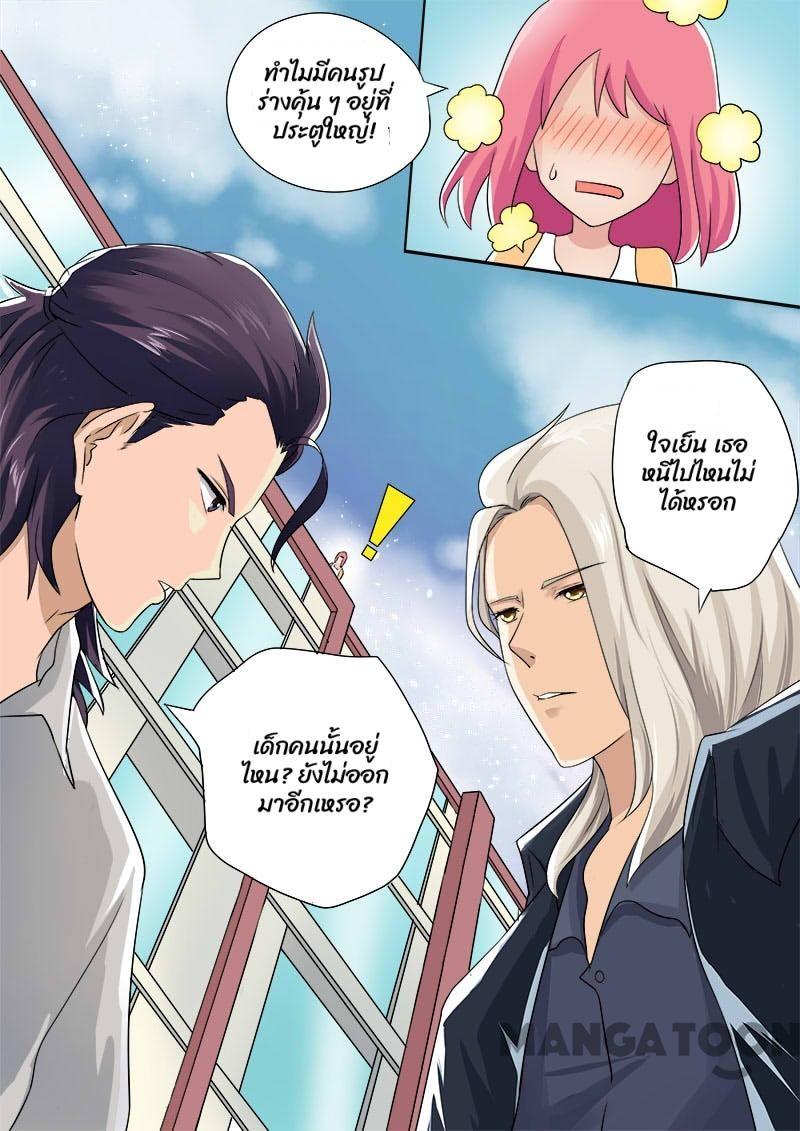 ทำไมมีคนรูป
ร่างคุ้น ๆ อยู่ที่
ประตูใหญ่!
ใจเย็น เธอ
หนีไปไหนไม่
ได้หรอก
เด็กคนนั้นอยู่
ไหน? ยังไม่ออก
มาอีกเหรอ?
MANGATOON